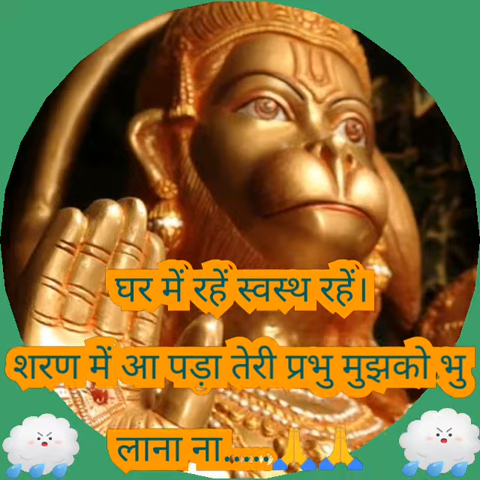 घर में रहें स्वस्थ रहें।
शरण में आ पड़ा तेरी प्रभु मुझको भु
लाना ना.....🙏🙏